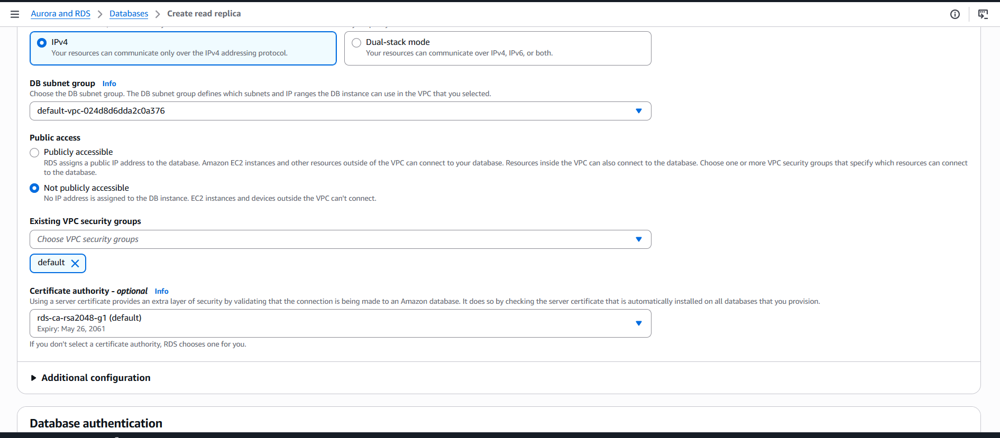 Aurora and RDS > Databases > Create read replica
IPv4
Your resources can communicate only over the IPv4 addressing protocol.
Dual-stack mode
Your resources can communicate over IPv4, IPv6, or both.
DB subnet group Info
Choose the DB subnet group. The DB subnet group defines which subnets and IP ranges the DB instance can use in the VPC that you selected.
default-vpc-024d8d6dda2c0a376
Public access
Publicly accessible
RDS assigns a public IP address to the database. Amazon EC2 instances and other resources outside of the VPC can connect to your database. Resources inside the VPC can also connect to the database. Choose one or more VPC security groups that specify which resources can connect
to the database.
Not publicly accessible
No IP address is assigned to the DB instance. EC2 instances and devices outside the VPC can't connect.
Existing VPC security groups
Choose VPC security groups
default
Certificate authority - optional Info
Using a server certificate provides an extra layer of security by validating that the connection is being made to an Amazon database. It does so by checking the server certificate that is automatically installed on all databases that you provision.
rds-ca-rsa2048-g1 (default)
Expiry: May 26, 2061
If you don't select a certificate authority, RDS chooses one for you.
Additional configuration
Database authentication